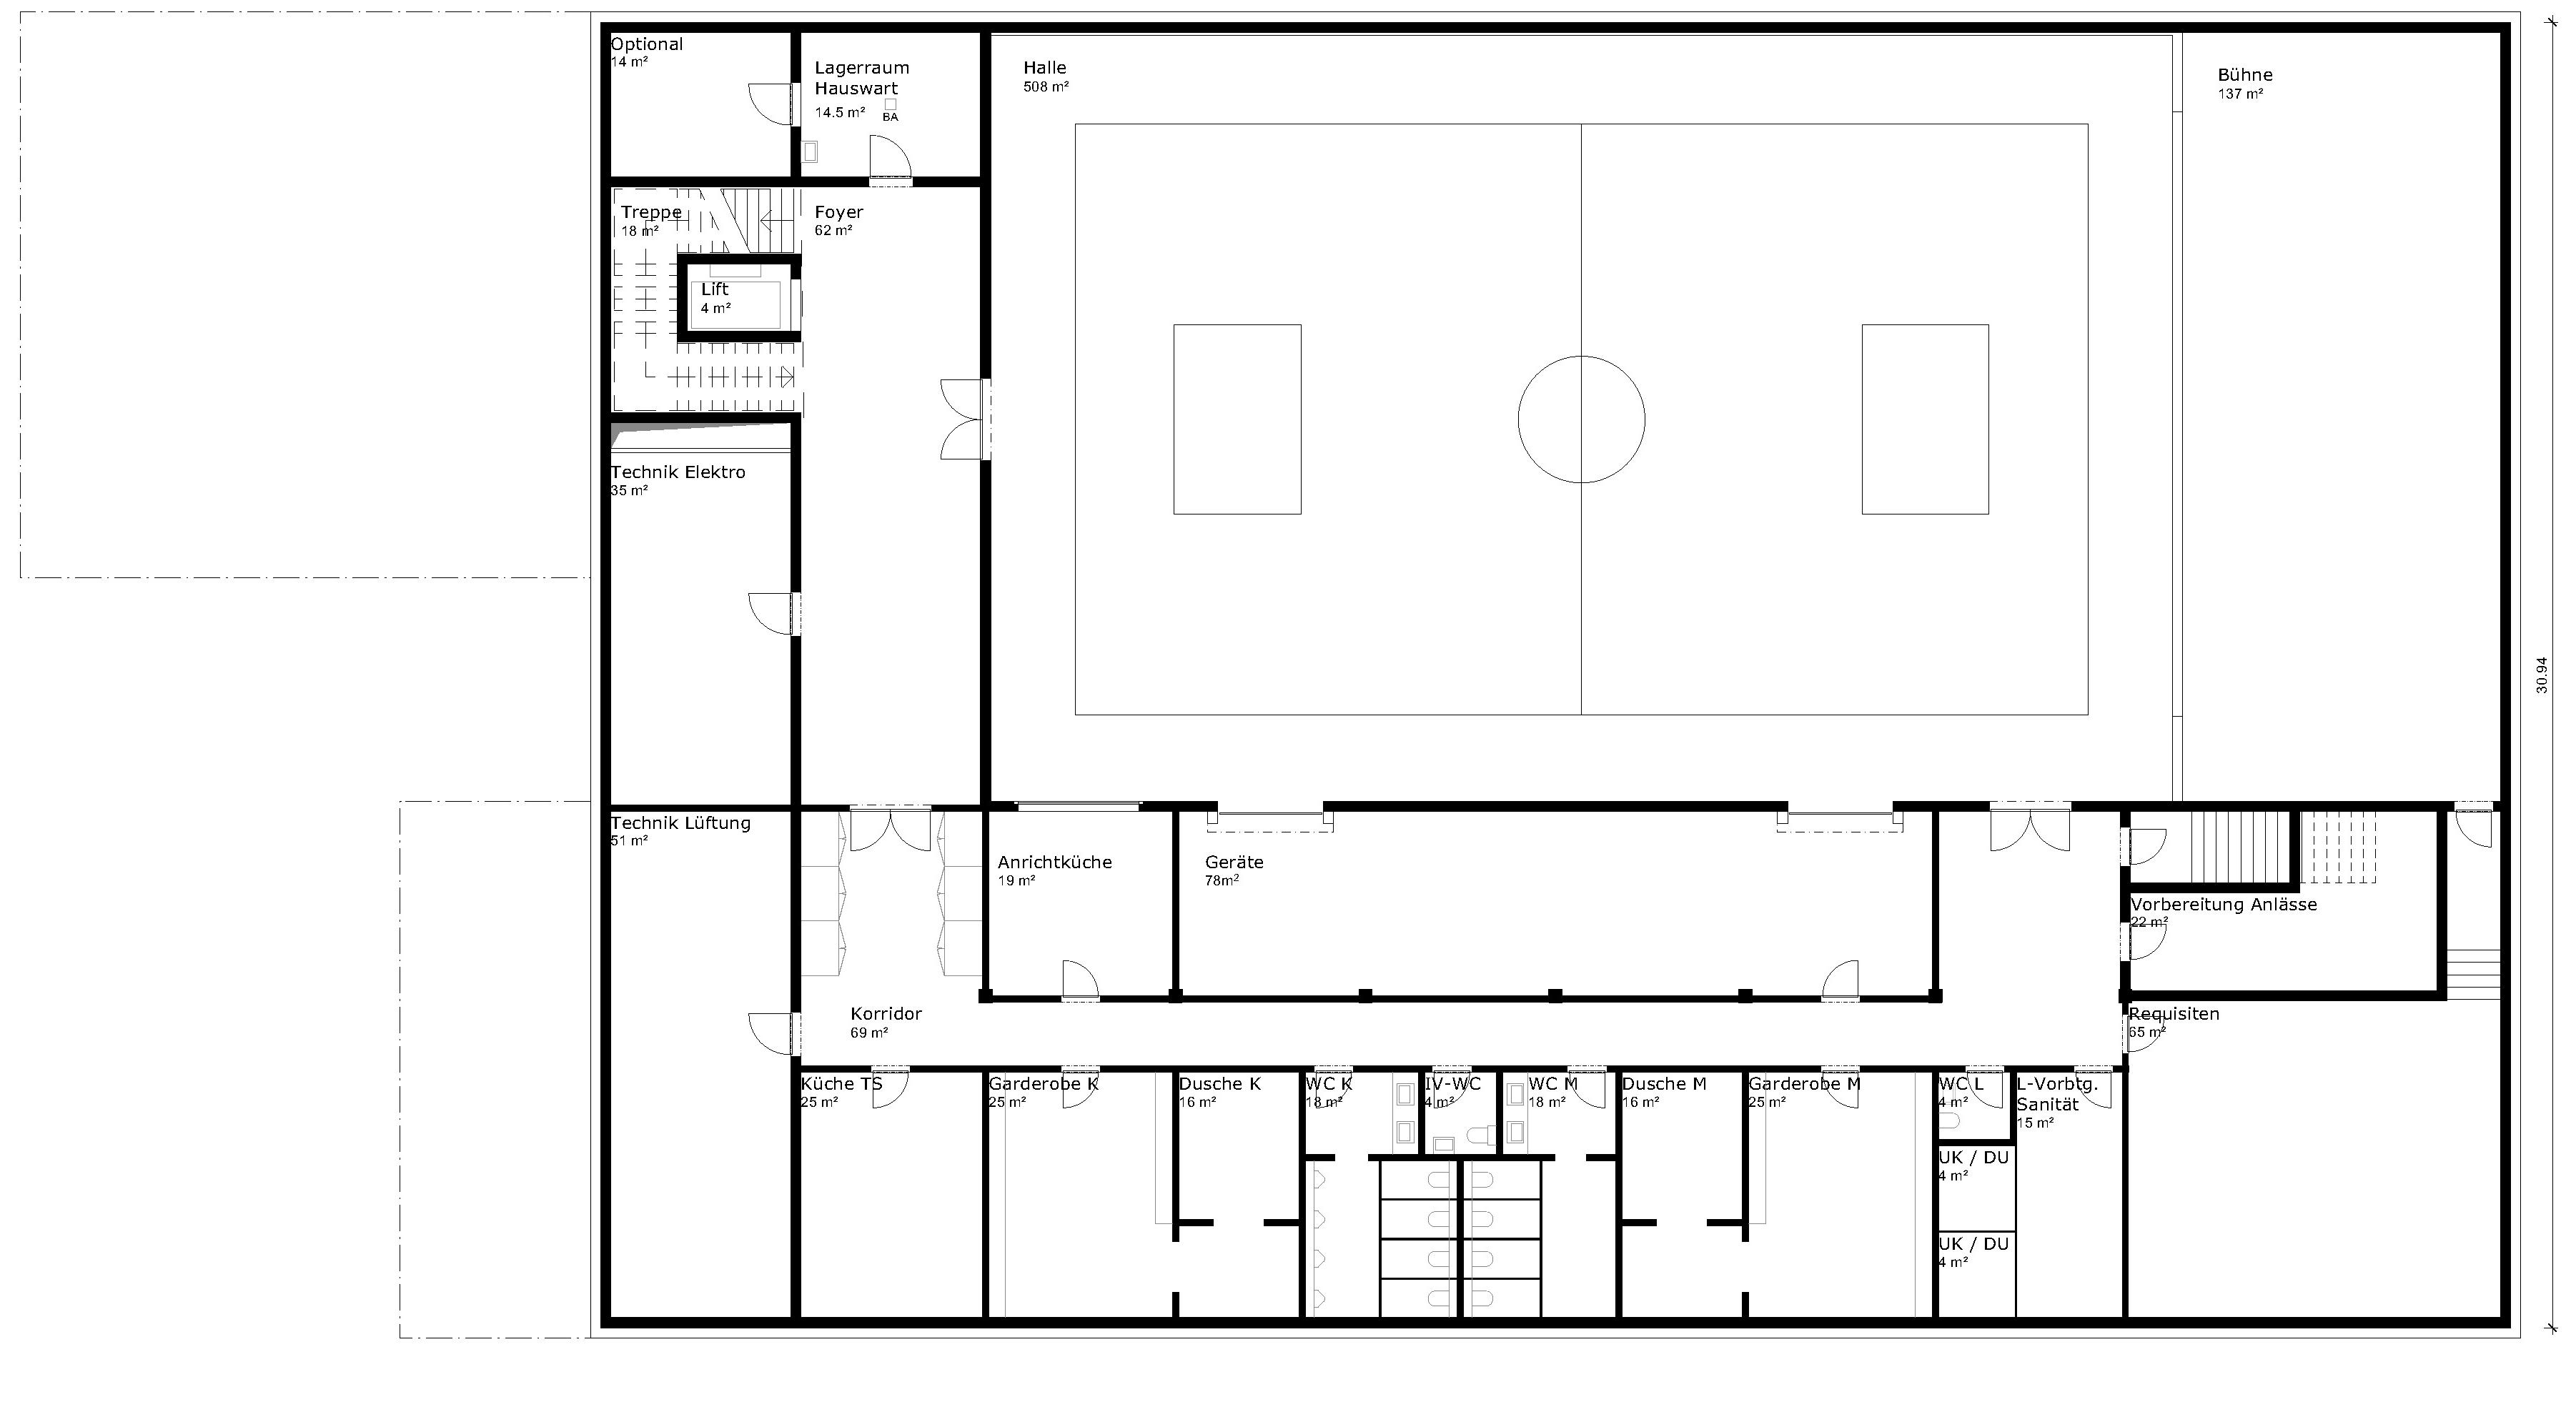 Optional
14 m²
Lagerraum
Hauswart
14.5 m²
BA
Halle
508 m²
Bühne
137 m²
Treppe
18 m²
Foyer
62 m²
Lift
4 m²
Technik Elektro
35 m²
30.94
Technik Lüftung
51 m²
Anrichtküche
19 m²
Geräte
78m²
Vorbereitung Anlässe
22 m²
Korridor
69 m²
Requisiten
65 m²
Küche TS
25 m²
Garderobe K
25 m²
Dusche K
16 m²
WC K
18 m²
IV-WC
4 m²
WC M
18 m²
Dusche M
16 m²
Garderobe M
25 m²
WC L
4 m²
L-Vorbtg.
Sanität
15 m²
UK / DU
4 m²
UK / DU
4 m²